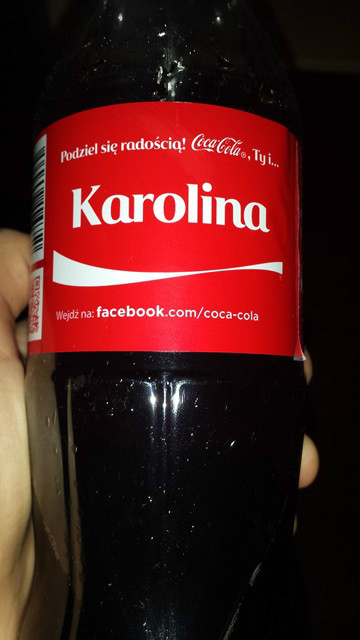 Podziel się radością! Coca-Cola®, Ty i...
Karolina
Wejdź na: facebook.com/coca-cola